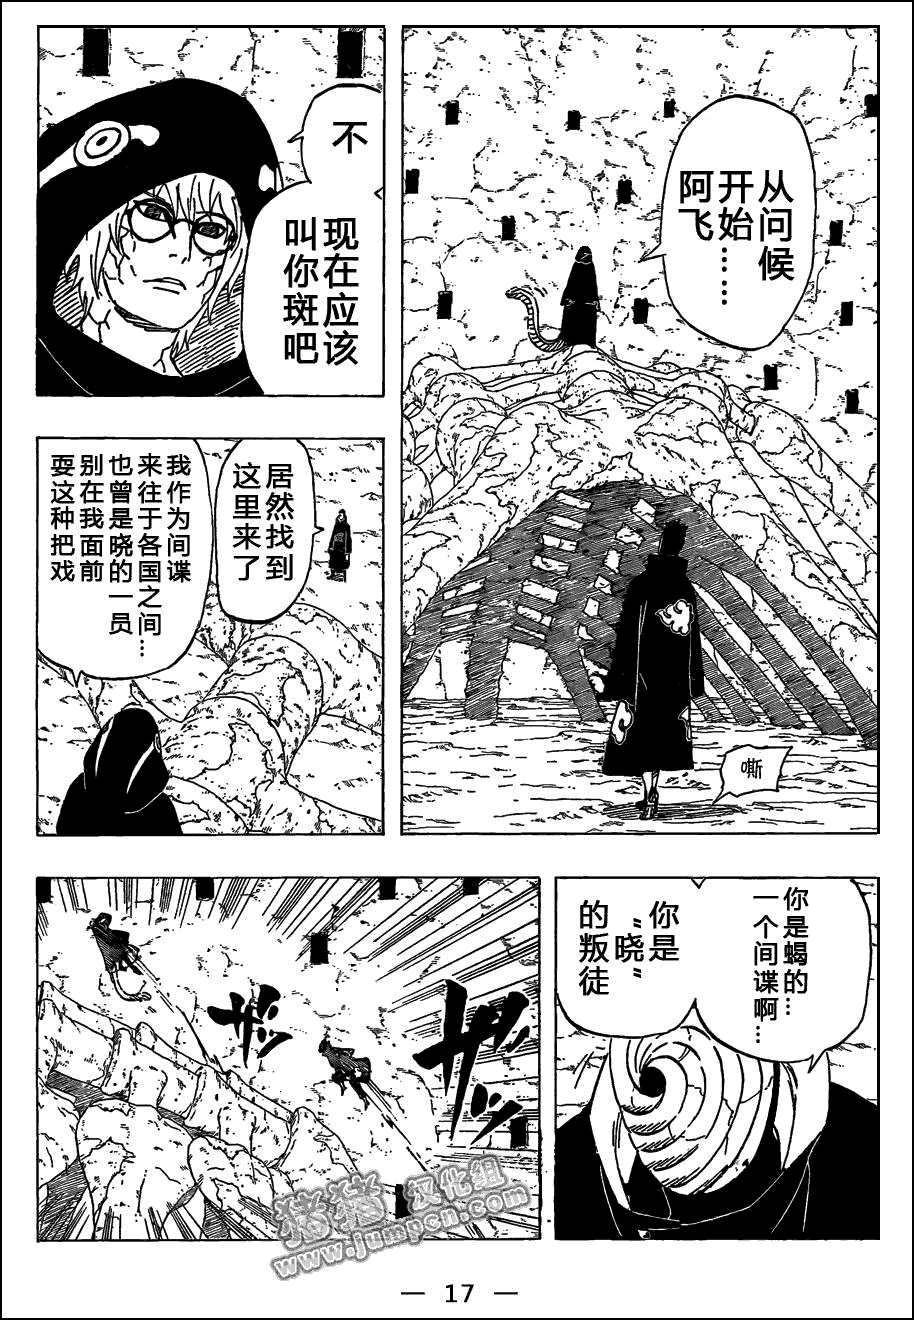 从问候
开始……
阿飞
嘶
不
现在应该
叫你斑吧
居然找到
这里来了
我作为间谍
来往于各国之间…
也曾是晓的一员…
别在我面前
耍这种把戏
你是蝎的…
一个间谍啊…
你是
“晓”
的叛徒
ザッ
ザッ
猪猪汉化组
www.jumpcn.com
— 17 —